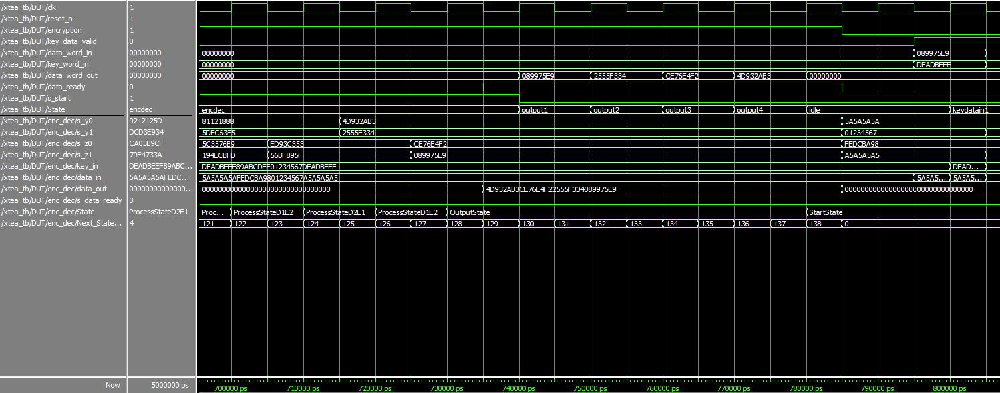 /xtea_tb/DUT/clk 1
/xtea_tb/DUT/reset_n 1
/xtea_tb/DUT/encryption 1
/xtea_tb/DUT/key_data_valid 0
/xtea_tb/DUT/data_word_in 00000000 00000000 089975E9
/xtea_tb/DUT/key_word_in 00000000 00000000 DEADBEEF
/xtea_tb/DUT/data_word_out 00000000 00000000 089975E9 2555F334 CE76E4F2 4D932AB3 00000000
/xtea_tb/DUT/data_ready 0
/xtea_tb/DUT/s_start 1
/xtea_tb/DUT/State encdec encdec output1 output2 output3 output4 idle keydatain1
/xtea_tb/DUT/enc_dec/s_y0 9212125D 81121888 4D932AB3 5A5A5A5A
/xtea_tb/DUT/enc_dec/s_y1 DCD3E934 5DEC63E5 2555F334 01234567
/xtea_tb/DUT/enc_dec/s_z0 CA03B9CF 5C3576B9 ED93C353 CE76E4F2 FEDCBA98
/xtea_tb/DUT/enc_dec/s_z1 79F4733A 194ECBFD 56BF895F 089975E9 A5A5A5A5
/xtea_tb/DUT/enc_dec/key_in DEADBEEF89ABC... DEADBEEF89ABCDEF01234567DEADBEEF DEAD...
/xtea_tb/DUT/enc_dec/data_in 5A5A5A5AFEDC... 5A5A5A5AFEDCBA9801234567A5A5A5A5 5A5A5... 5A5A5...
/xtea_tb/DUT/enc_dec/data_out 00000000000000... 00000000000000000000000000000000 4D932AB3CE76E4F22555F334089975E9 00000000000000000000000000000000
/xtea_tb/DUT/enc_dec/s_data_ready 0
/xtea_tb/DUT/enc_dec/State ProcessStateD2E1 Proc... ProcessStateD1E2 ProcessStateD2E1 ProcessStateD1E2 OutputState StartState
/xtea_tb/DUT/enc_dec/Next_State... 4 121 122 123 124 125 126 127 128 129 130 131 132 133 134 135 136 137 138 0
Now 5000000 ps 700000 ps 710000 ps 720000 ps 730000 ps 740000 ps 750000 ps 760000 ps 770000 ps 780000 ps 790000 ps 800000 ps